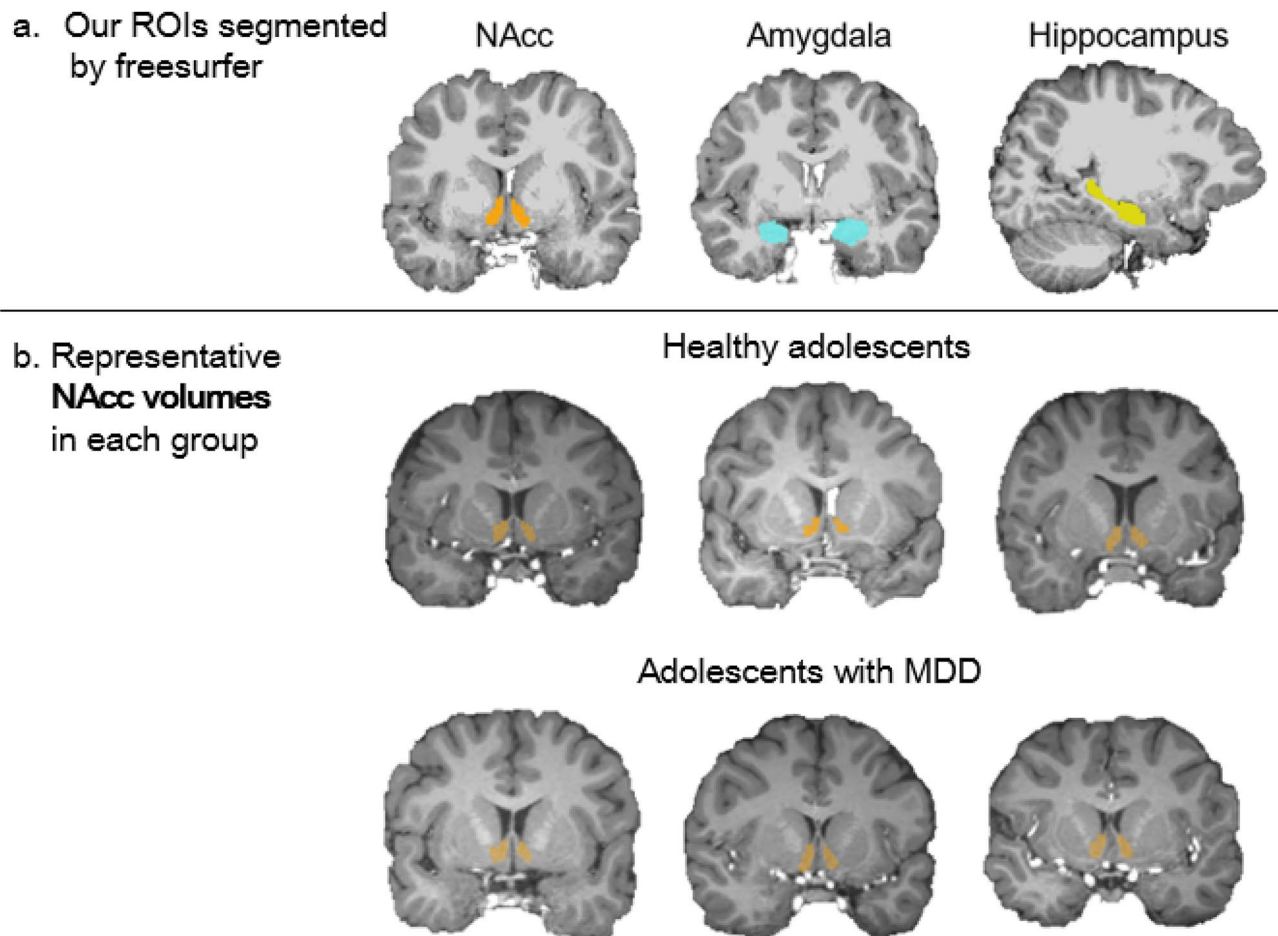 a. Our ROIs segmented
by freesurfer
NAcc
Amygdala
Hippocampus
b. Representative
NAcc volumes
in each group
Healthy adolescents
Adolescents with MDD